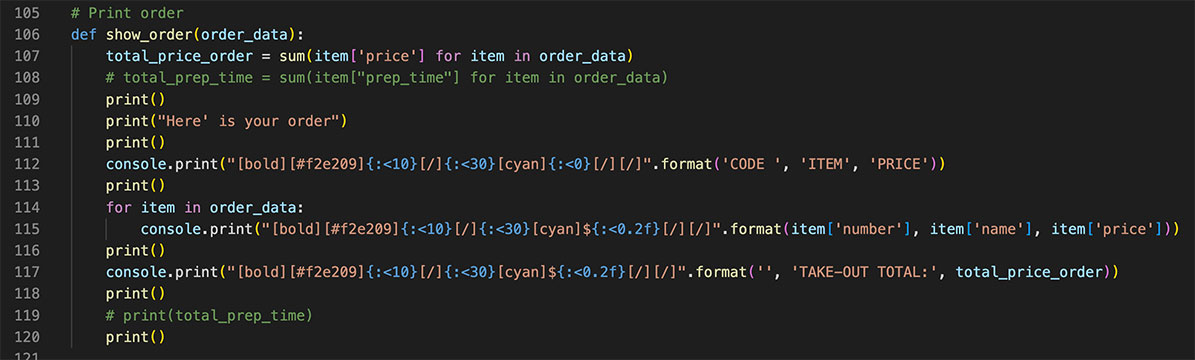 105 # Print order
106 def show_order(order_data):
107     total_price_order = sum(item['price'] for item in order_data)
108     # total_prep_time = sum(item["prep_time"] for item in order_data)
109     print()
110     print("Here' is your order")
111     print()
112     console.print("[bold][#f2e209]{:<10}[/]{:<30}[cyan]{:<0}[/][/]".format('CODE ', 'ITEM', 'PRICE'))
113     print()
114     for item in order_data:
115         console.print("[bold][#f2e209]{:<10}[/]{:<30}[cyan]${:<0.2f}[/][/]".format(item['number'], item['name'], item['price']))
116     print()
117     console.print("[bold][#f2e209]{:<10}[/]{:<30}[cyan]${:<0.2f}[/][/]".format('', 'TAKE-OUT TOTAL:', total_price_order))
118     print()
119     # print(total_prep_time)
120     print()
121